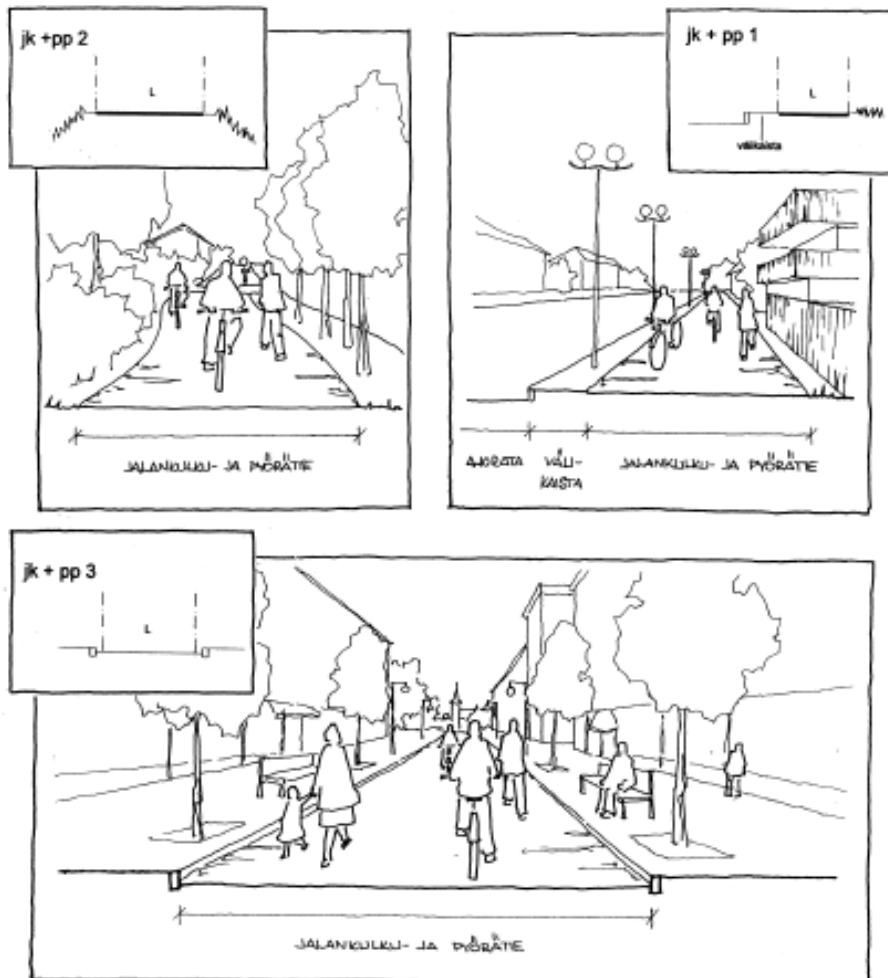 jk +pp 2
L
JALANKULKU- JA PYÖRÄTIE
jk + pp 1
L
välikaista
AJORATA VÄLI- JALANKULKU- JA PYÖRÄTIE
KAISTA
jk + pp 3
L
JALANKULKU- JA PYÖRÄTIE